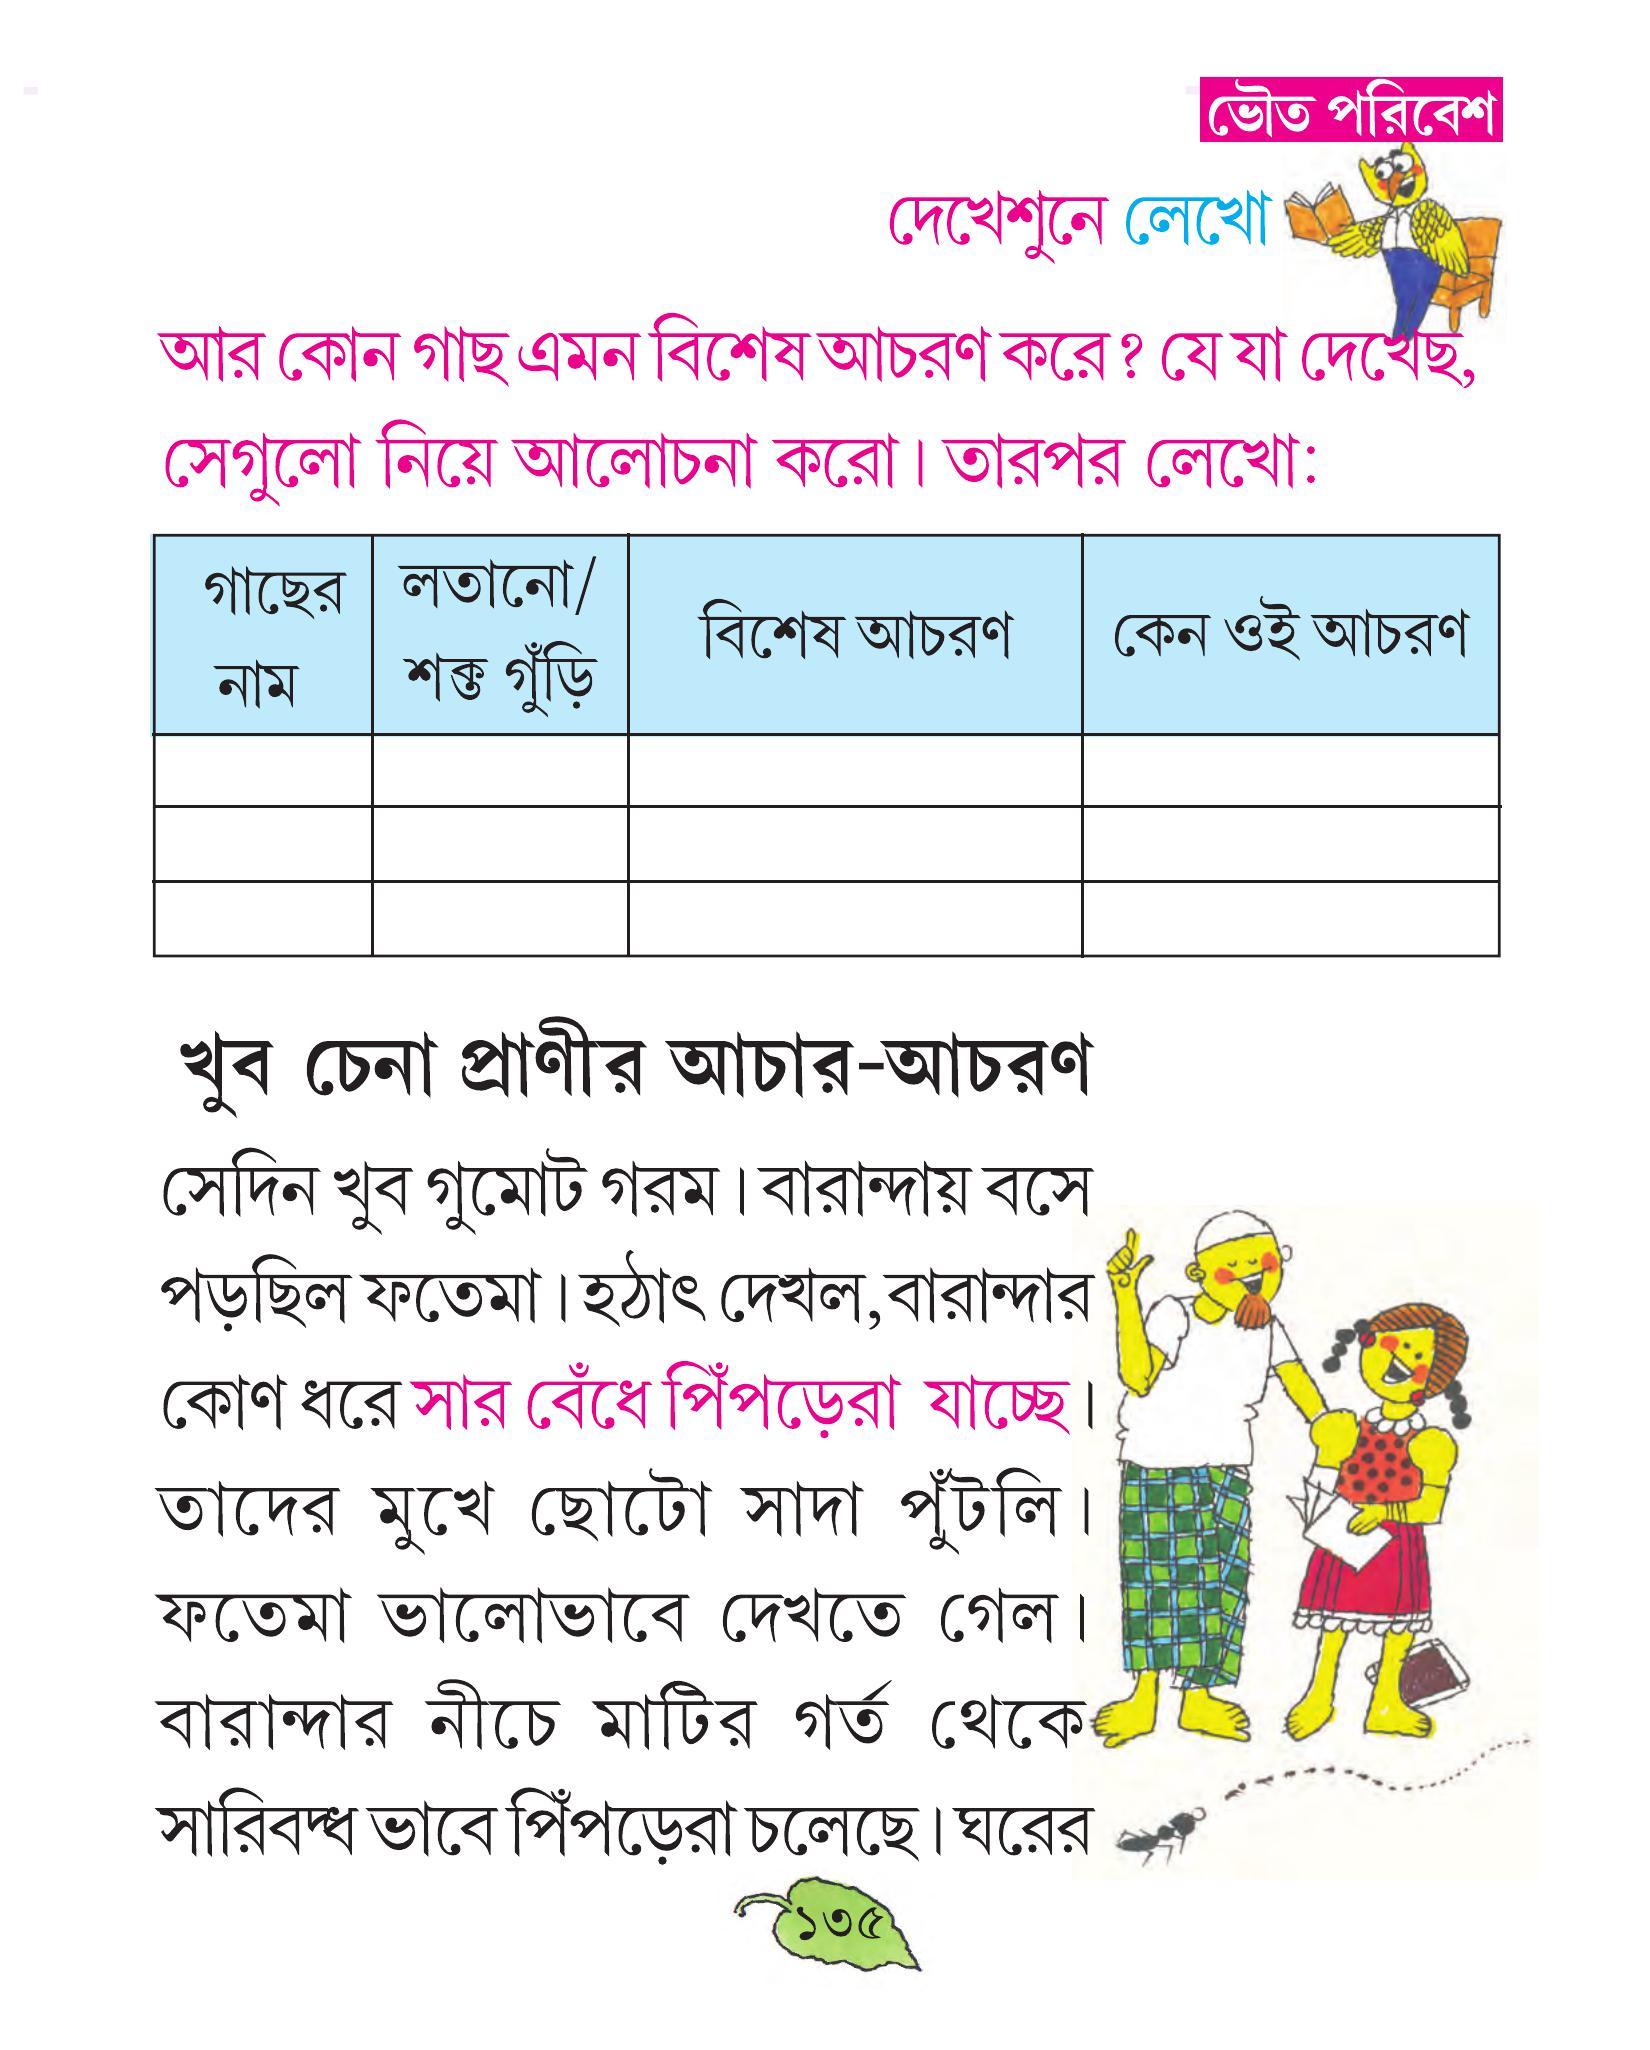 ভৌত পরিবেশ
দেখেশুনে লেখো
আর কোন গাছ এমন বিশেষ আচরণ করে? যে যা দেখেছ,
সেগুলো নিয়ে আলোচনা করো। তারপর লেখো:
গাছের নাম
লতানো/ শক্ত গুঁড়ি
বিশেষ আচরণ
কেন ওই আচরণ
খুব চেনা প্রাণীর আচার-আচরণ
সেদিন খুব গুমোট গরম। বারান্দায় বসে
পড়ছিল ফতেমা। হঠাৎ দেখল, বারান্দার
কোণ ধরে সার বেঁধে পিঁপড়েরা যাচ্ছে।
তাদের মুখে ছোটো সাদা পুঁটলি।
ফতেমা ভালোভাবে দেখতে গেল।
বারান্দার নীচে মাটির গর্ত থেকে
সারিবদ্ধ ভাবে পিঁপড়েরা চলেছে। ঘরের
১৩৫